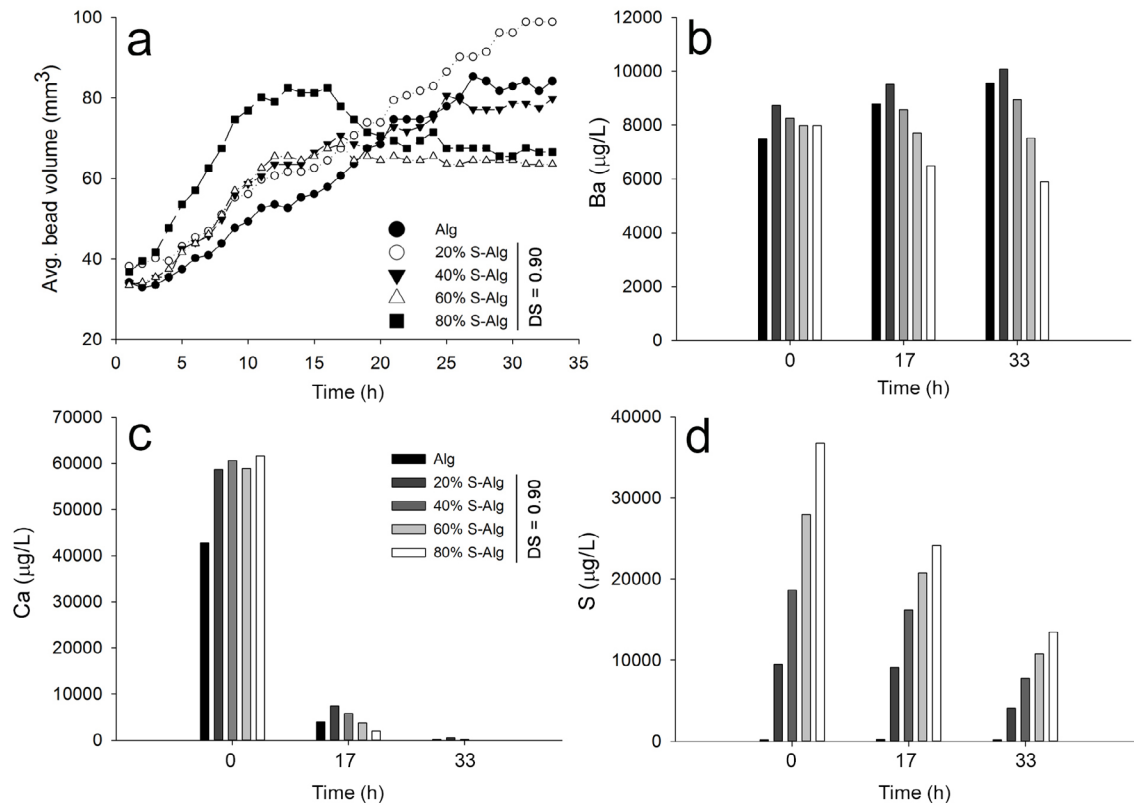 a
Avg. bead volume (mm3)
100
80
60
40
20
0
5
10
15
20
25
30
35
Time (h)
Alg
20% S-Alg
40% S-Alg
60% S-Alg
80% S-Alg
DS = 0.90
b
Ba (µg/L)
12000
10000
8000
6000
4000
2000
0
0
17
33
Time (h)
c
Ca (µg/L)
70000
60000
50000
40000
30000
20000
10000
0
0
17
33
Time (h)
Alg
20% S-Alg
40% S-Alg
60% S-Alg
80% S-Alg
DS = 0.90
d
S (µg/L)
40000
30000
20000
10000
0
0
17
33
Time (h)